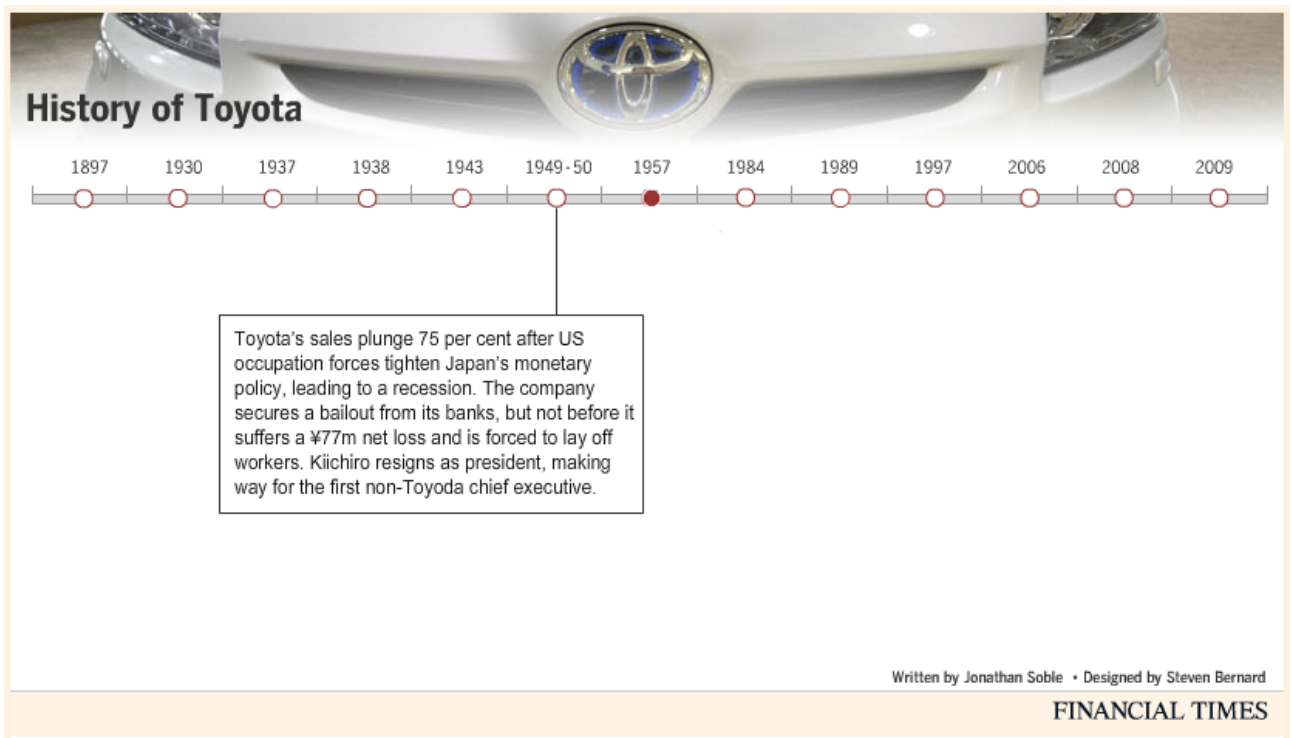 History of Toyota
1897 1930 1937 1938 1943 1949-50 1957 1984 1989 1997 2006 2008 2009
Toyota's sales plunge 75 per cent after US
occupation forces tighten Japan's monetary
policy, leading to a recession. The company
secures a bailout from its banks, but not before it
suffers a ¥77m net loss and is forced to lay off
workers. Kiichiro resigns as president, making
way for the first non-Toyoda chief executive.
Written by Jonathan Soble • Designed by Steven Bernard
FINANCIAL TIMES